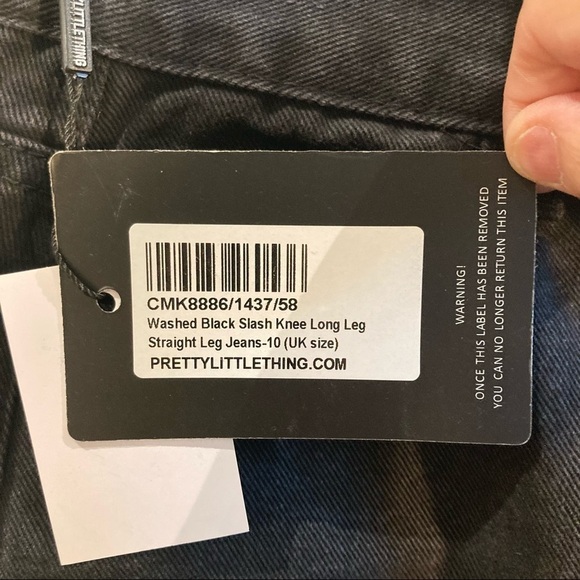 LITTLETHING
CMK8886/1437/58
Washed Black Slash Knee Long Leg
Straight Leg Jeans-10 (UK size)
PRETTYLITTLETHING.COM
WARNING!
ONCE THIS LABEL HAS BEEN REMOVED
YOU CAN NO LONGER RETURN THIS ITEM